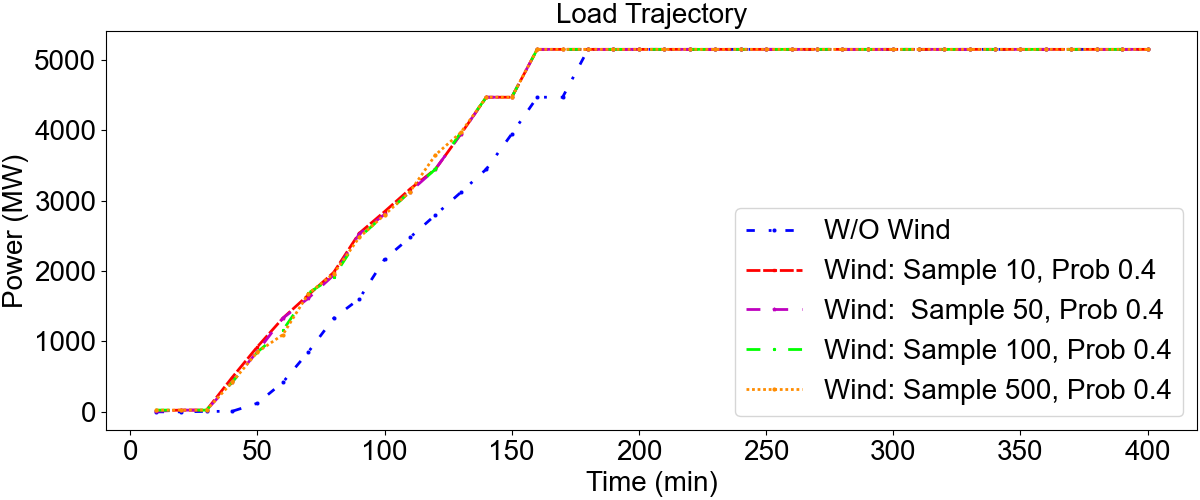 Load Trajectory
Power (MW)
5000
4000
3000
2000
1000
0
W/O Wind
Wind: Sample 10, Prob 0.4
Wind:  Sample 50, Prob 0.4
Wind: Sample 100, Prob 0.4
Wind: Sample 500, Prob 0.4
0 50 100 150 200 250 300 350 400
Time (min)